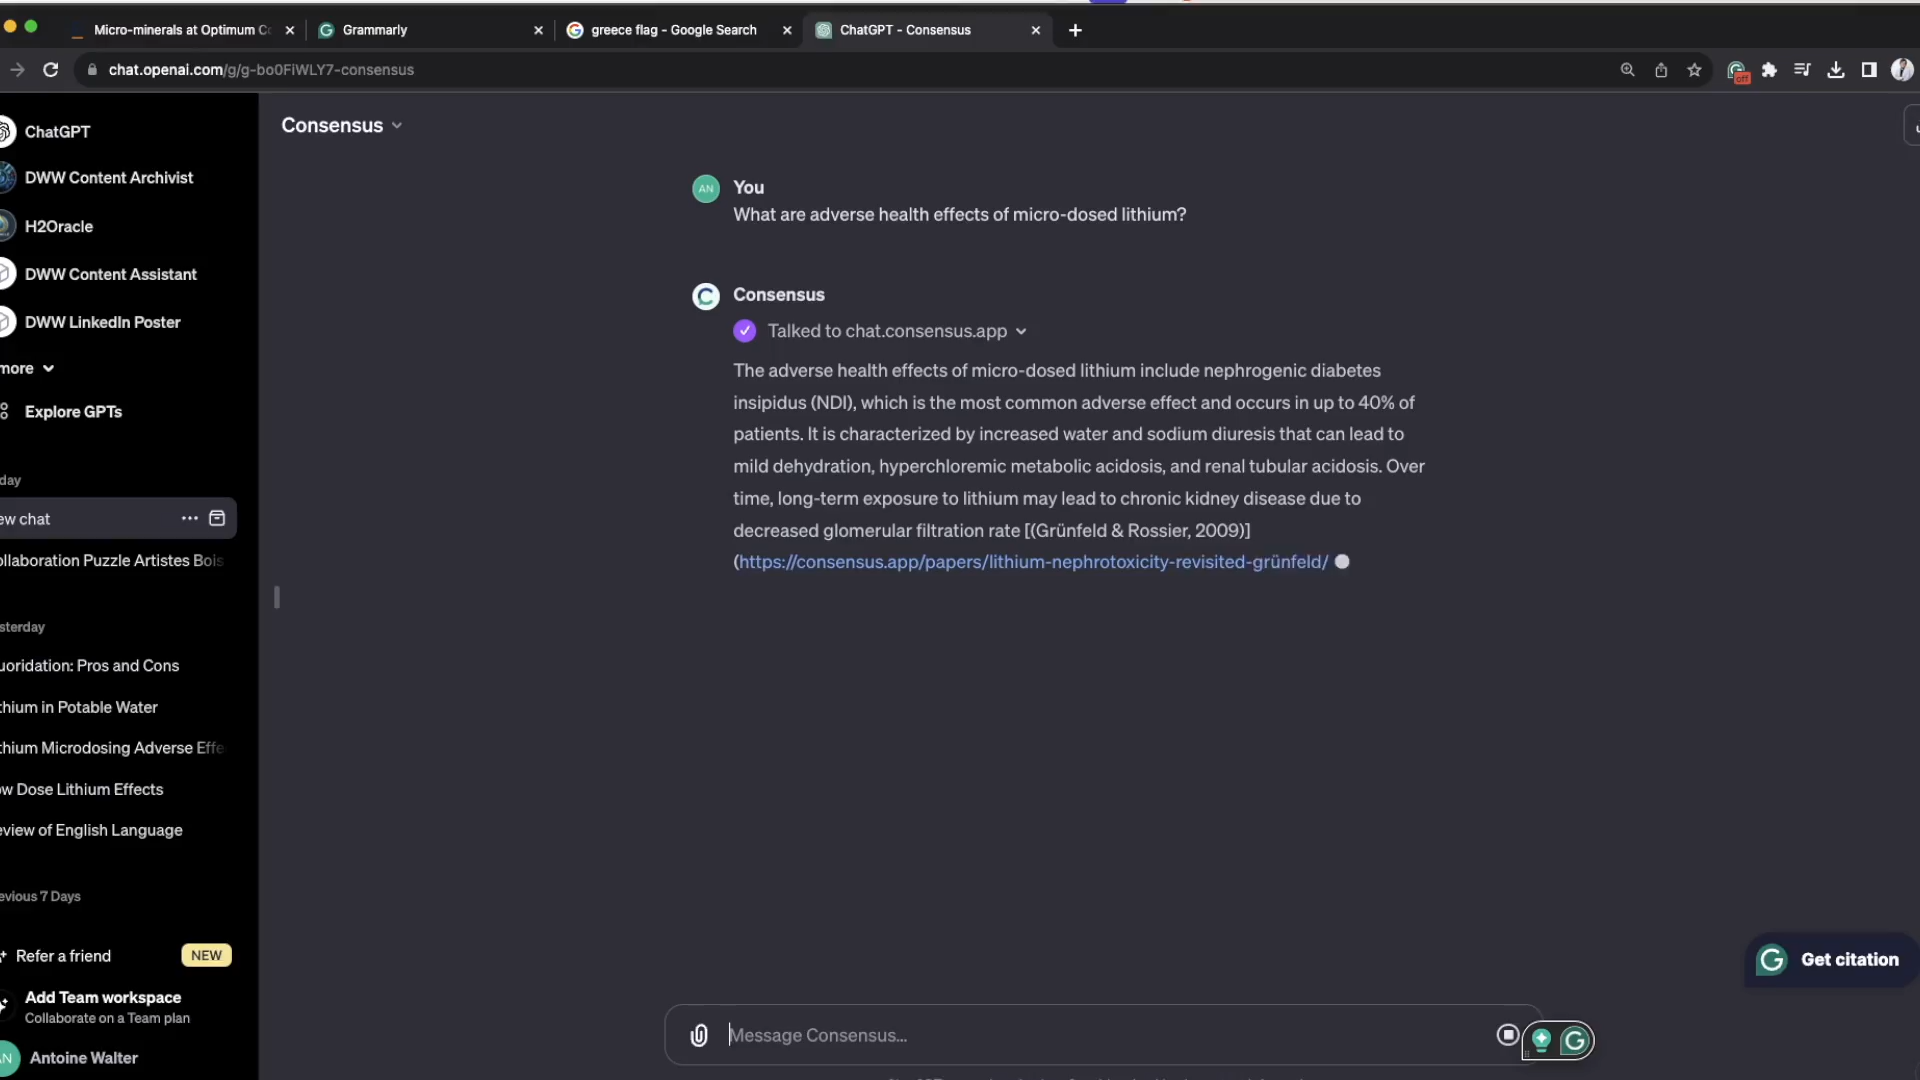 Micro-minerals at Optimum Co
Grammarly
greece flag - Google Search
ChatGPT - Consensus
chat.openai.com/g/g-bo0FiWLY7-consensus
off
ChatGPT
DWW Content Archivist
H2Oracle
DWW Content Assistant
DWW LinkedIn Poster
more
Explore GPTs
day
ew chat
ollaboration Puzzle Artistes Bois
sterday
uoridation: Pros and Cons
thium in Potable Water
thium Microdosing Adverse Effe
ow Dose Lithium Effects
eview of English Language
evious 7 Days
Refer a friend
NEW
Add Team workspace
Collaborate on a Team plan
AN
Antoine Walter
Consensus
AN
You
What are adverse health effects of micro-dosed lithium?
Consensus
Talked to chat.consensus.app
The adverse health effects of micro-dosed lithium include nephrogenic diabetes
insipidus (NDI), which is the most common adverse effect and occurs in up to 40% of
patients. It is characterized by increased water and sodium diuresis that can lead to
mild dehydration, hyperchloremic metabolic acidosis, and renal tubular acidosis. Over
time, long-term exposure to lithium may lead to chronic kidney disease due to
decreased glomerular filtration rate [(Grünfeld & Rossier, 2009)]
(https://consensus.app/papers/lithium-nephrotoxicity-revisited-grünfeld/
Get citation
Message Consensus...